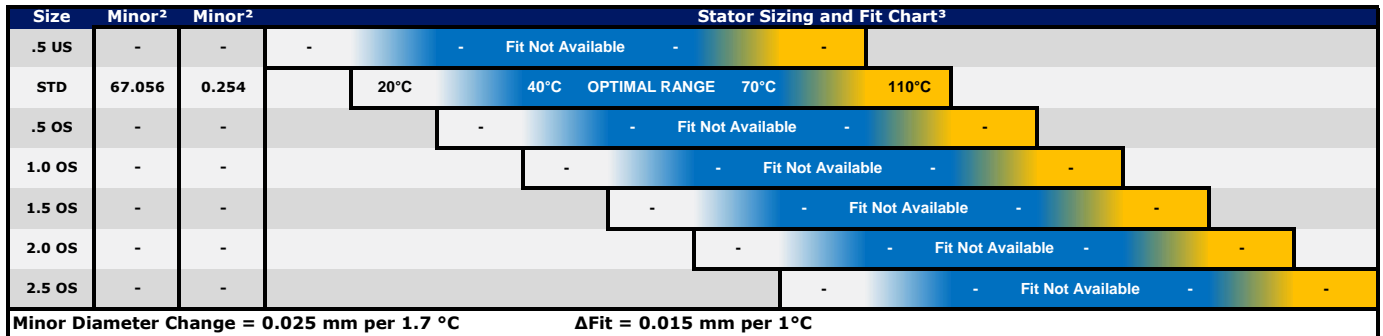 Size Minor² Minor² Stator Sizing and Fit Chart³
.5 US - - - - Fit Not Available - -
STD 67.056 0.254 20°C 40°C OPTIMAL RANGE 70°C 110°C
.5 OS - - - - Fit Not Available - -
1.0 OS - - - - Fit Not Available - -
1.5 OS - - - - Fit Not Available - -
2.0 OS - - - - Fit Not Available - -
2.5 OS - - - - Fit Not Available - -
Minor Diameter Change = 0.025 mm per 1.7 °C ΔFit = 0.015 mm per 1°C